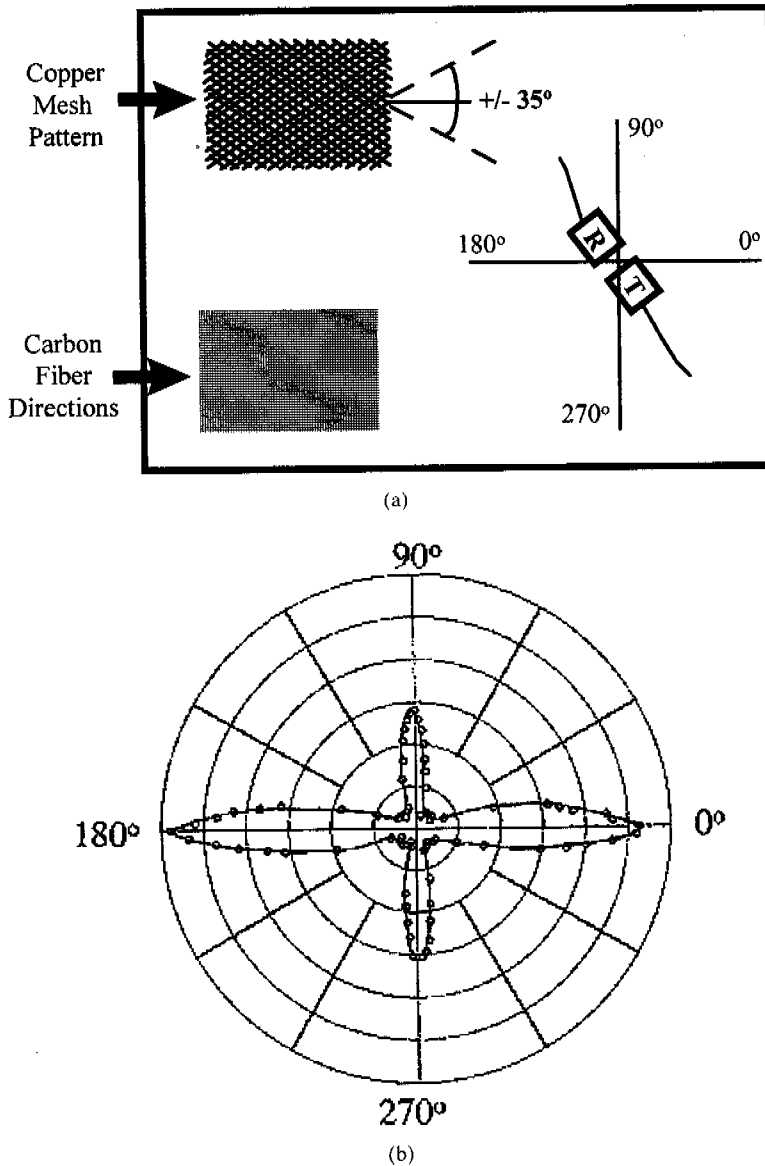 Copper
Mesh
Pattern
+/- 35°
90°
180°
0°
R
T
270°
Carbon
Fiber
Directions
(a)
90°
180°
0°
270°
(b)